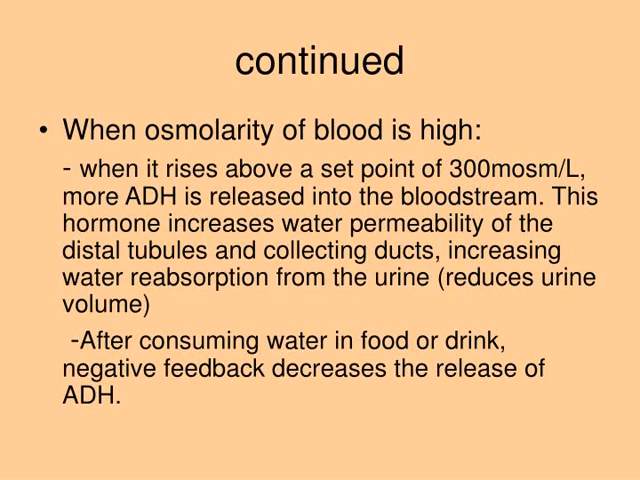 continued
• When osmolarity of blood is high:
- when it rises above a set point of 300mosm/L,
more ADH is released into the bloodstream. This
hormone increases water permeability of the
distal tubules and collecting ducts, increasing
water reabsorption from the urine (reduces urine
volume)
-After consuming water in food or drink,
negative feedback decreases the release of
ADH.